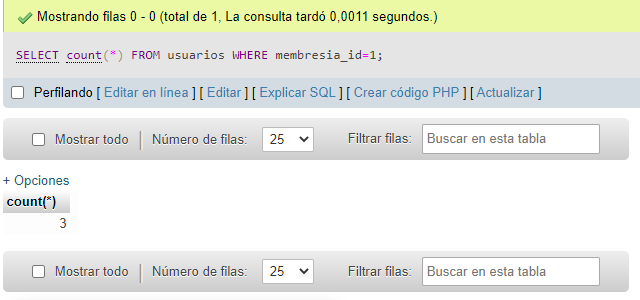 Mostrando filas 0 - 0 (total de 1, La consulta tardó 0,0011 segundos.)
SELECT count(*) FROM usuarios WHERE membresia_id=1;
Perfilando [ Editar en línea ] [ Editar ] [ Explicar SQL ] [ Crear código PHP ] [ Actualizar ]
Mostrar todo | Número de filas: 25 Filtrar filas: Buscar en esta tabla
+ Opciones
count(*)
3
Mostrar todo | Número de filas: 25 Filtrar filas: Buscar en esta tabla